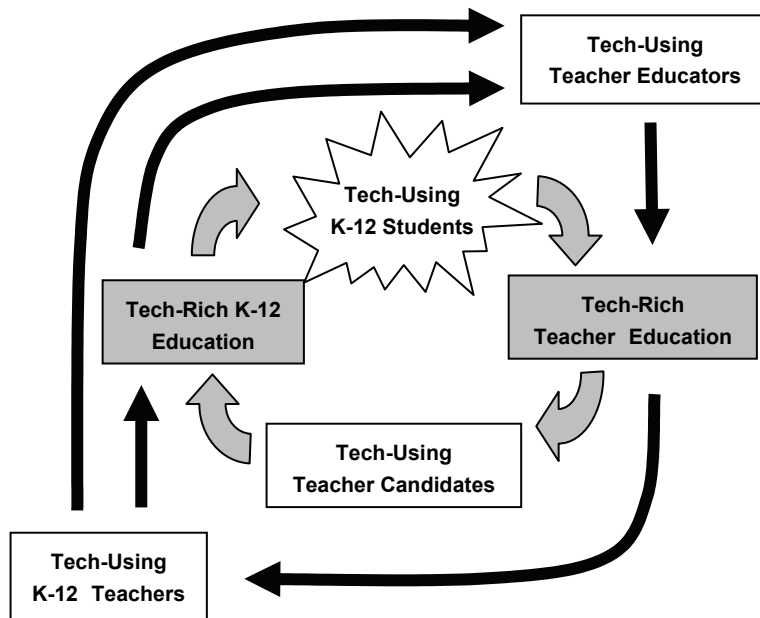 Tech-Using
Teacher Educators
Tech-Using
K-12 Students
Tech-Rich K-12
Education
Tech-Rich
Teacher Education
Tech-Using
Teacher Candidates
Tech-Using
K-12 Teachers